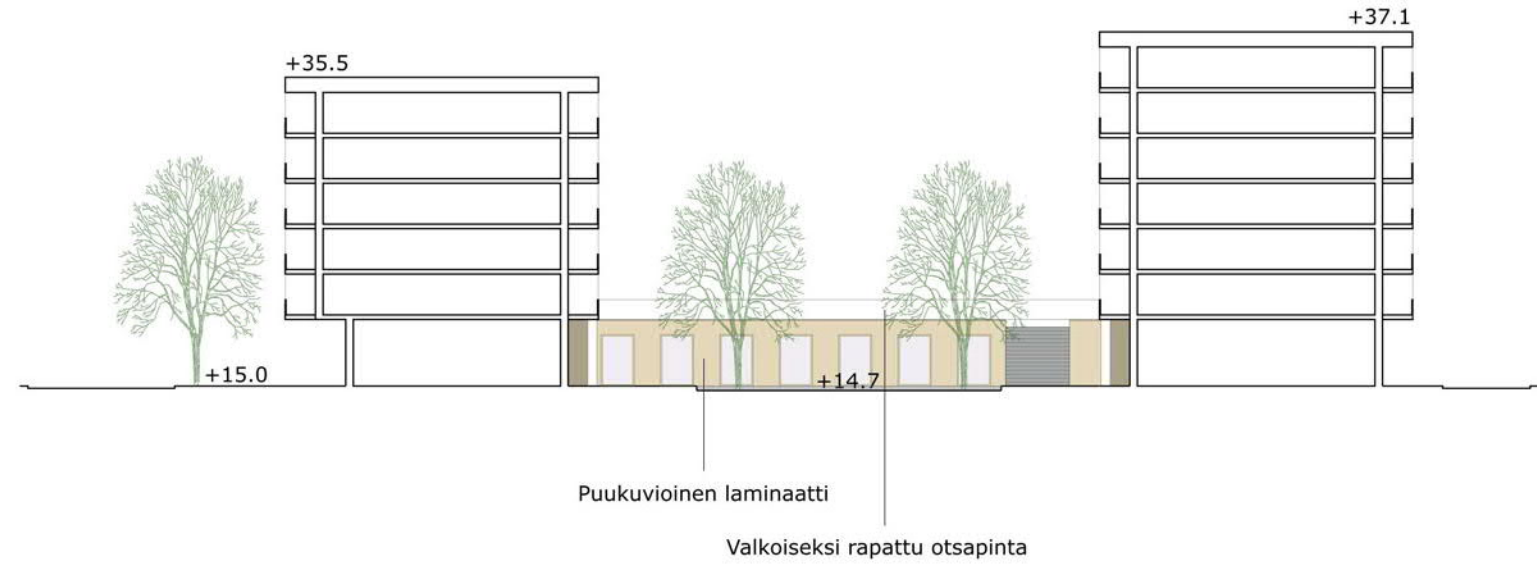 +37.1
+35.5
+15.0
+14.7
Puukuvioinen laminaatti
Valkoiseksi rapattu otsapinta